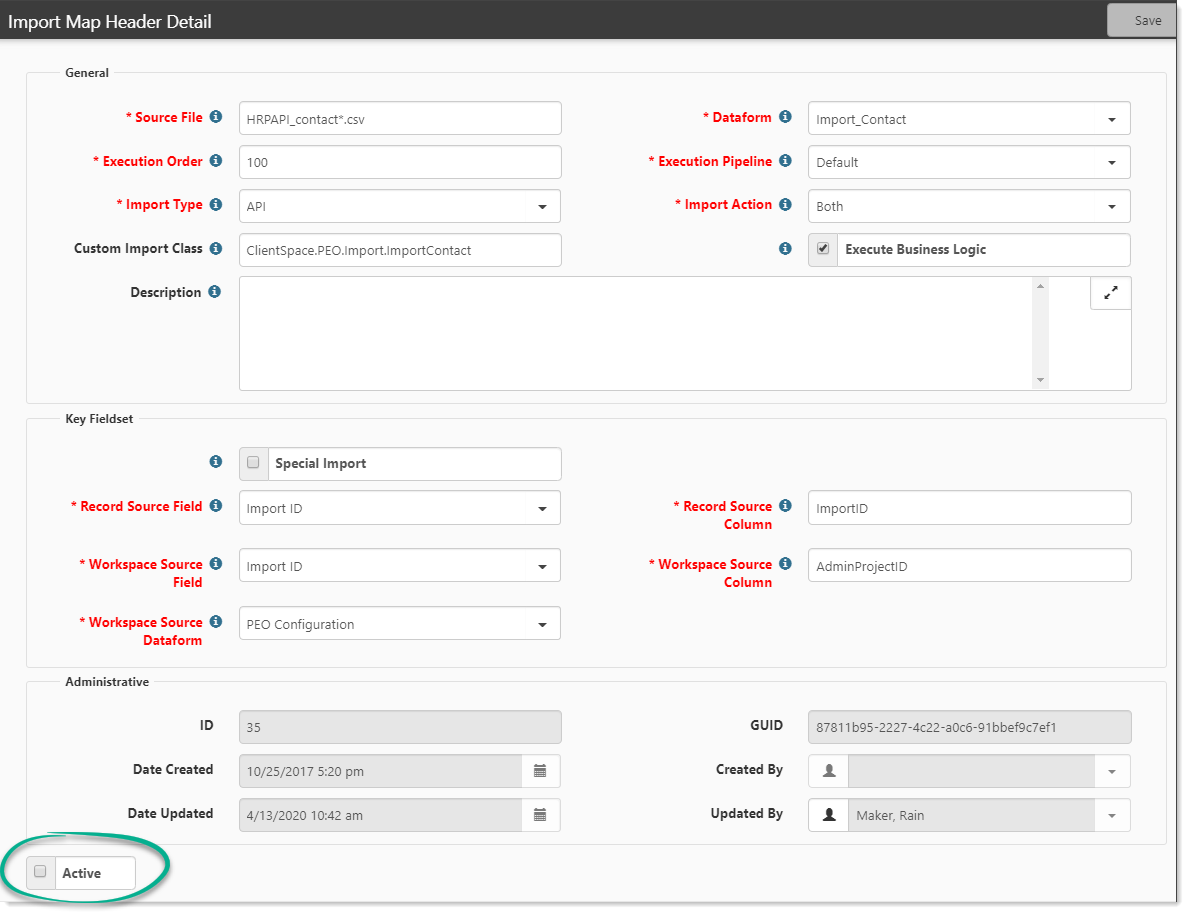 Import Map Header Detail Save
General
* Source File HRPAPI_contact*.csv * Dataform Import_Contact
* Execution Order 100 * Execution Pipeline Default
* Import Type API * Import Action Both
Custom Import Class ClientSpace.PEO.Import.ImportContact Execute Business Logic
Description
Key Fieldset
Special Import
* Record Source Field Import ID * Record Source ImportID
Column
* Workspace Source Import ID * Workspace Source AdminProjectID
Field Column
* Workspace Source PEO Configuration
Dataform
Administrative
ID 35 GUID 87811b95-2227-4c22-a0c6-91bbef9c7ef1
Date Created 10/25/2017 5:20 pm Created By
Date Updated 4/13/2020 10:42 am Updated By Maker, Rain
Active